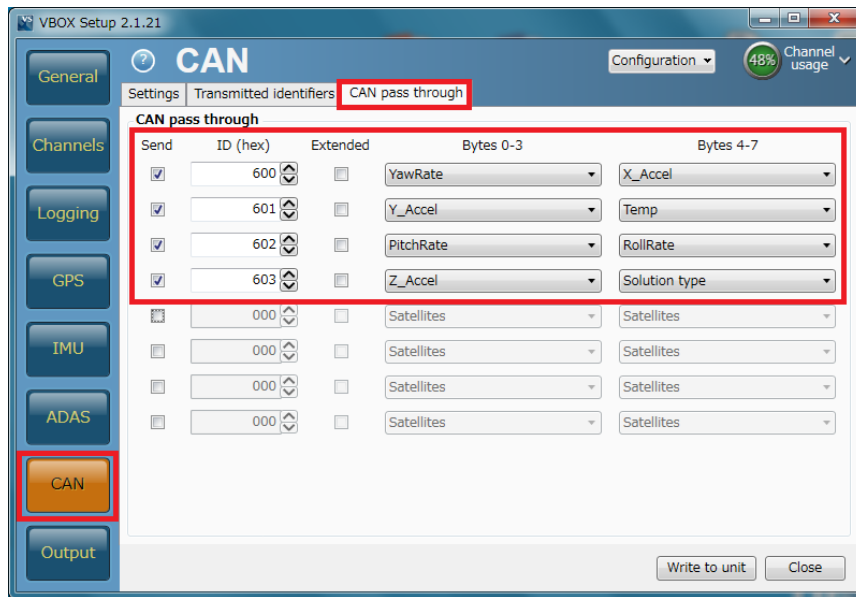 VBOX Setup 2.1.21
General
Channels
Logging
GPS
IMU
ADAS
CAN
Output
? CAN
Configuration
48% Channel usage
Settings Transmitted identifiers CAN pass through
CAN pass through
Send ID (hex) Extended Bytes 0-3 Bytes 4-7
600 YawRate X_Accel
601 Y_Accel Temp
602 PitchRate RollRate
603 Z_Accel Solution type
000 Satellites Satellites
000 Satellites Satellites
000 Satellites Satellites
000 Satellites Satellites
Write to unit Close